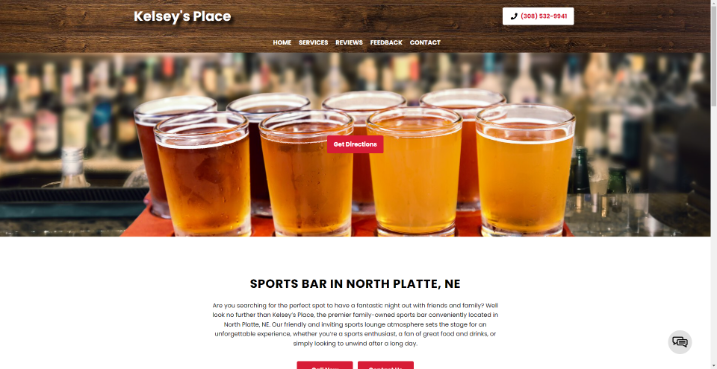 Kelsey's Place
(308) 532-9941
HOME SERVICES REVIEWS FEEDBACK CONTACT
Get Directions
SPORTS BAR IN NORTH PLATTE, NE
Are you searching for the perfect spot to have a fantastic night out with friends and family? Well
look no further than Kelsey's Place, the premier family-owned sports bar conveniently located in
North Platte, NE. Our friendly and inviting sports lounge atmosphere sets the stage for an
unforgettable experience, whether you're a sports enthusiast, a fan of great food and drinks, or
simply looking to unwind after a long day.